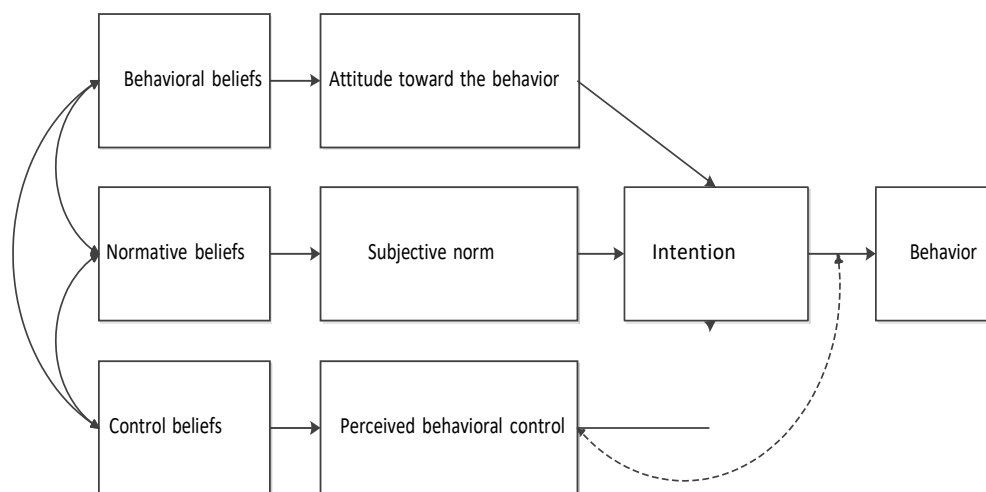 Behavioral beliefs
Attitude toward the behavior
Normative beliefs
Subjective norm
Intention
Behavior
Control beliefs
Perceived behavioral control